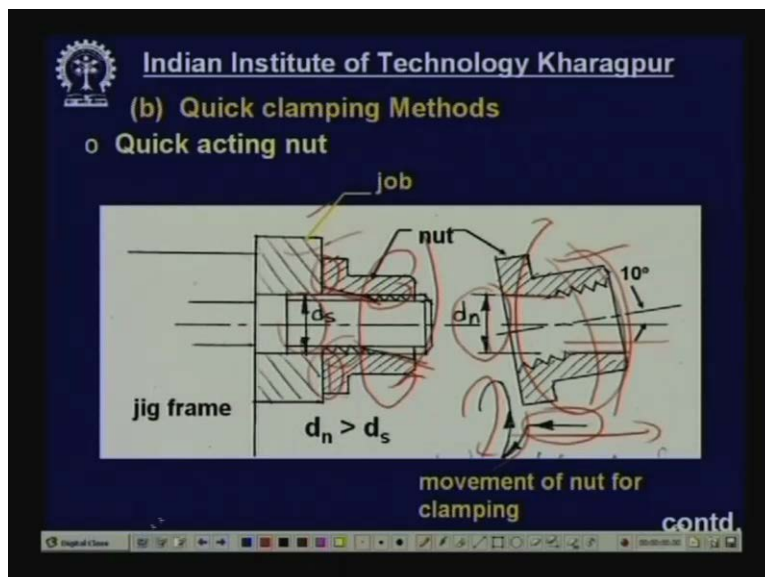 Indian Institute of Technology Kharagpur
(b) Quick clamping Methods
o Quick acting nut
job
nut
10°
ds
dn
jig frame
dn > ds
movement of nut for
clamping
contd.